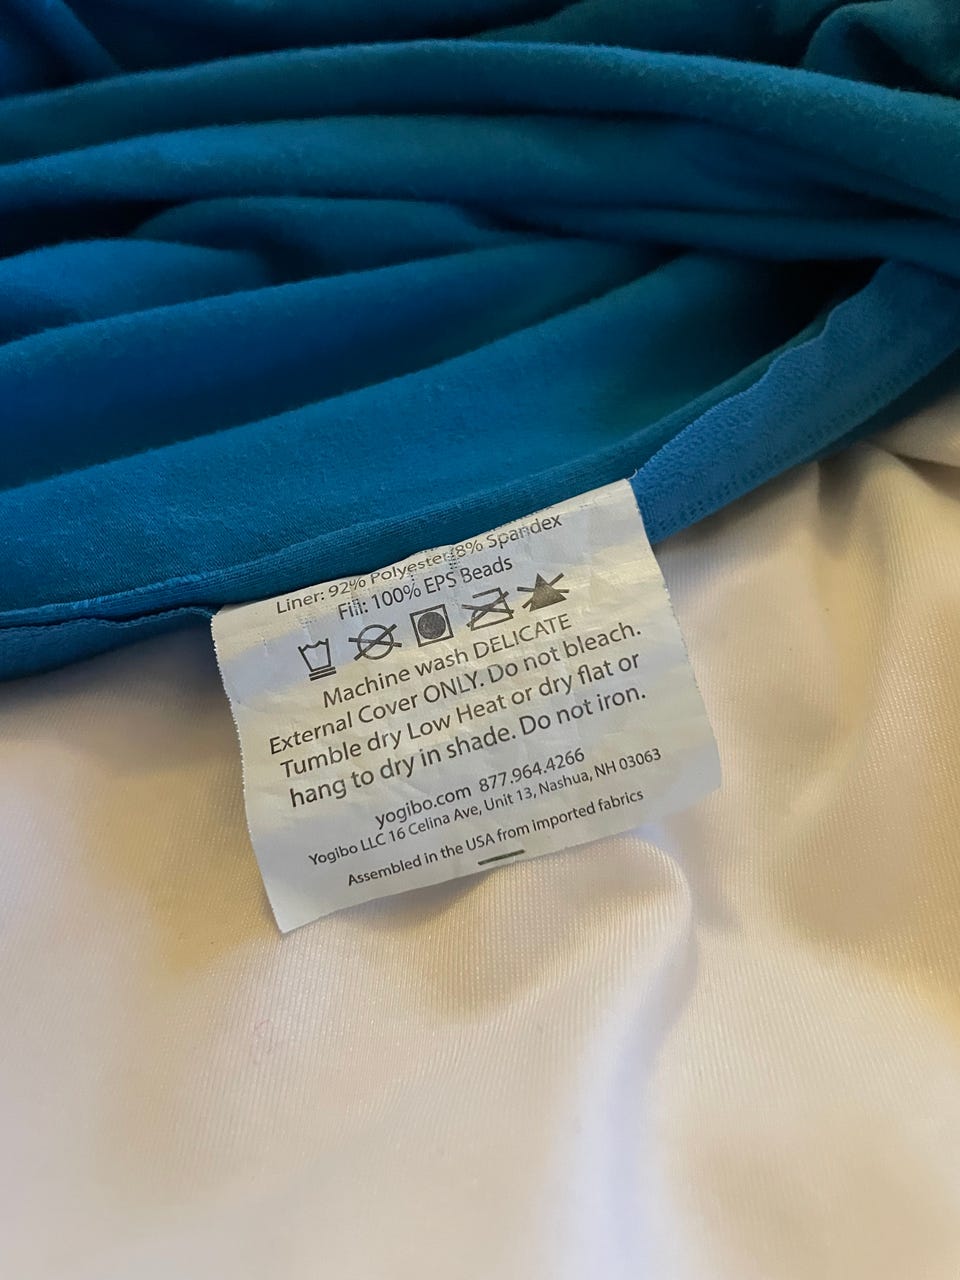 Liner: 92% Polyester/8% Spandex
Fill: 100% EPS Beads
Machine wash DELICATE
External Cover ONLY. Do not bleach.
Tumble dry Low Heat or dry flat or
hang to dry in shade. Do not iron.
yogibo.com 877.964.4266
Yogibo LLC 16 Celina Ave, Unit 13, Nashua, NH 03063
Assembled in the USA from imported fabrics